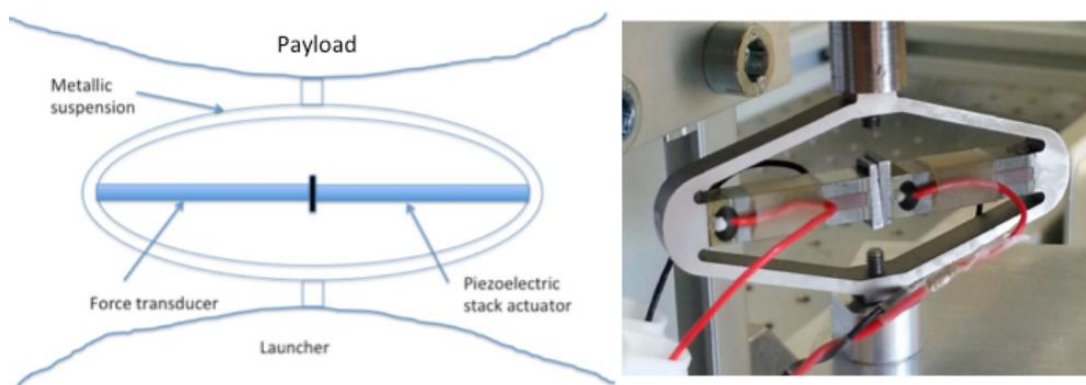 Payload
Metallic
suspension
Force transducer
Piezoelectric
stack actuator
Launcher